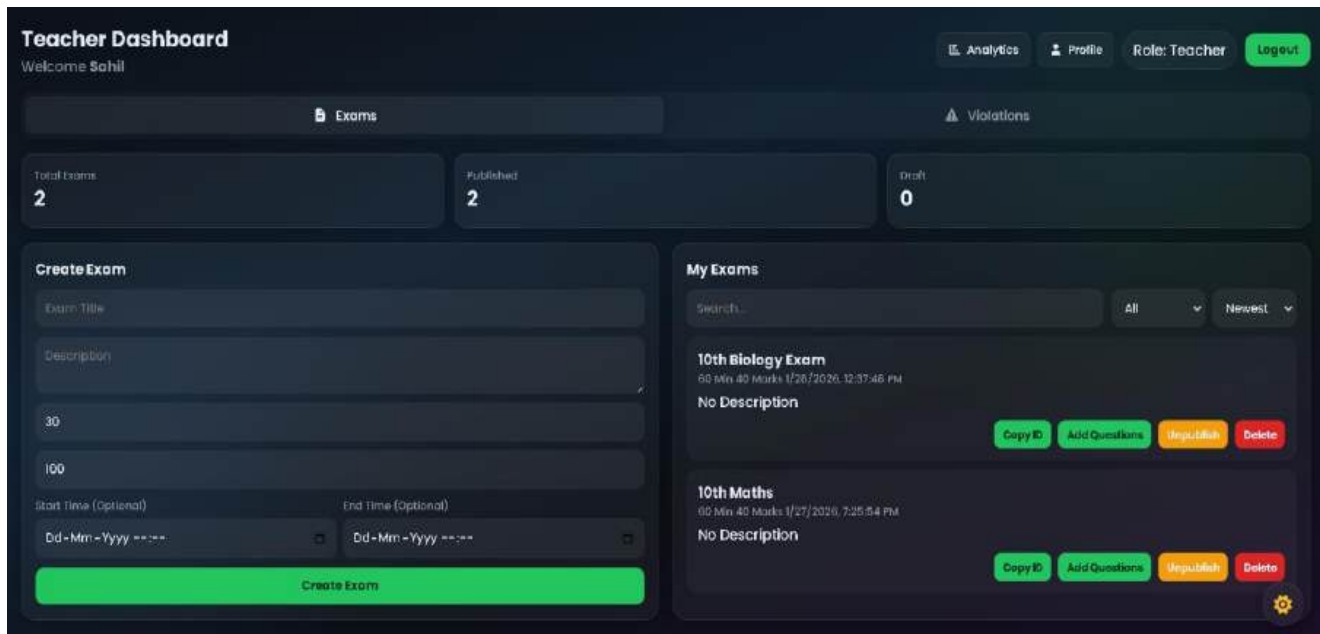 Teacher Dashboard
Welcome Sahil
Analytics
Profile
Role: Teacher
Logout
Exams
Violations
Total Exams
2
Published
2
Draft
0
Create Exam
Exam Title
Description
30
100
Start Time (Optional)
End Time (Optional)
Dd-Mm-Yyyy --:--
Dd-Mm-Yyyy --:--
Create Exam
My Exams
Search...
All
Newest
10th Biology Exam
60 Min 40 Marks 1/28/2026, 12:37:46 PM
No Description
Copy ID
Add Questions
Unpublish
Delete
10th Maths
60 Min 40 Marks 1/27/2026, 7:25:54 PM
No Description
Copy ID
Add Questions
Unpublish
Delete